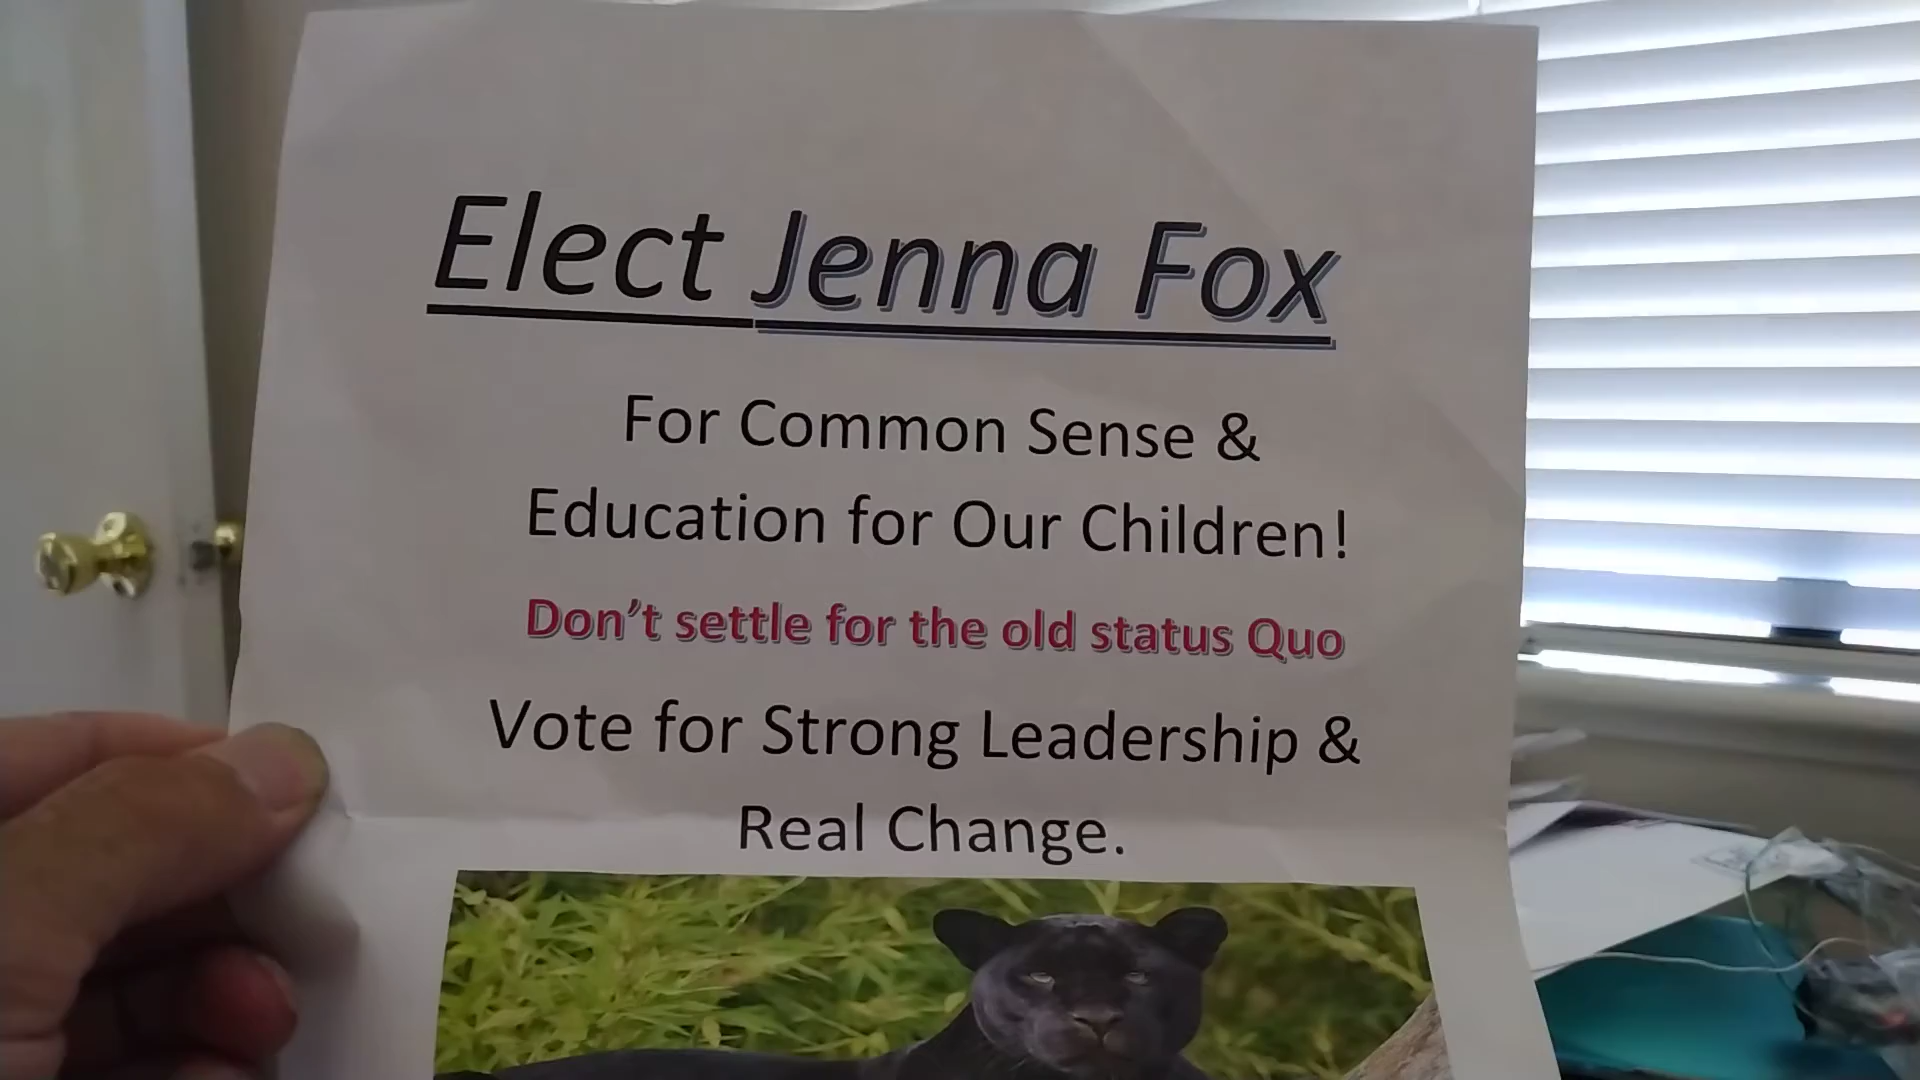 Elect Jenna Fox
For Common Sense &
Education for Our Children!
Don't settle for the old status Quo
Vote for Strong Leadership &
Real Change.